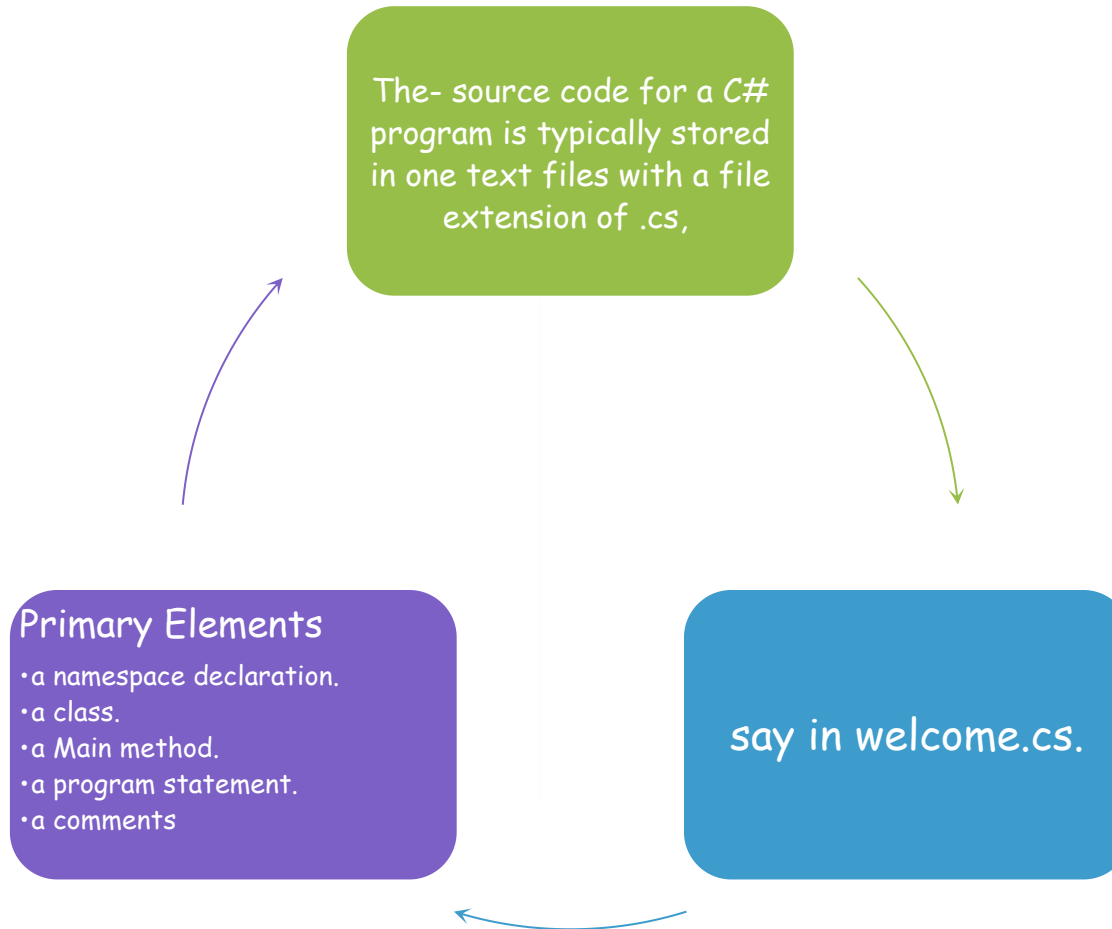 The- source code for a C#
program is typically stored
in one text files with a file
extension of .cs,
say in welcome.cs.
Primary Elements
•a namespace declaration.
•a class.
•a Main method.
•a program statement.
•a comments